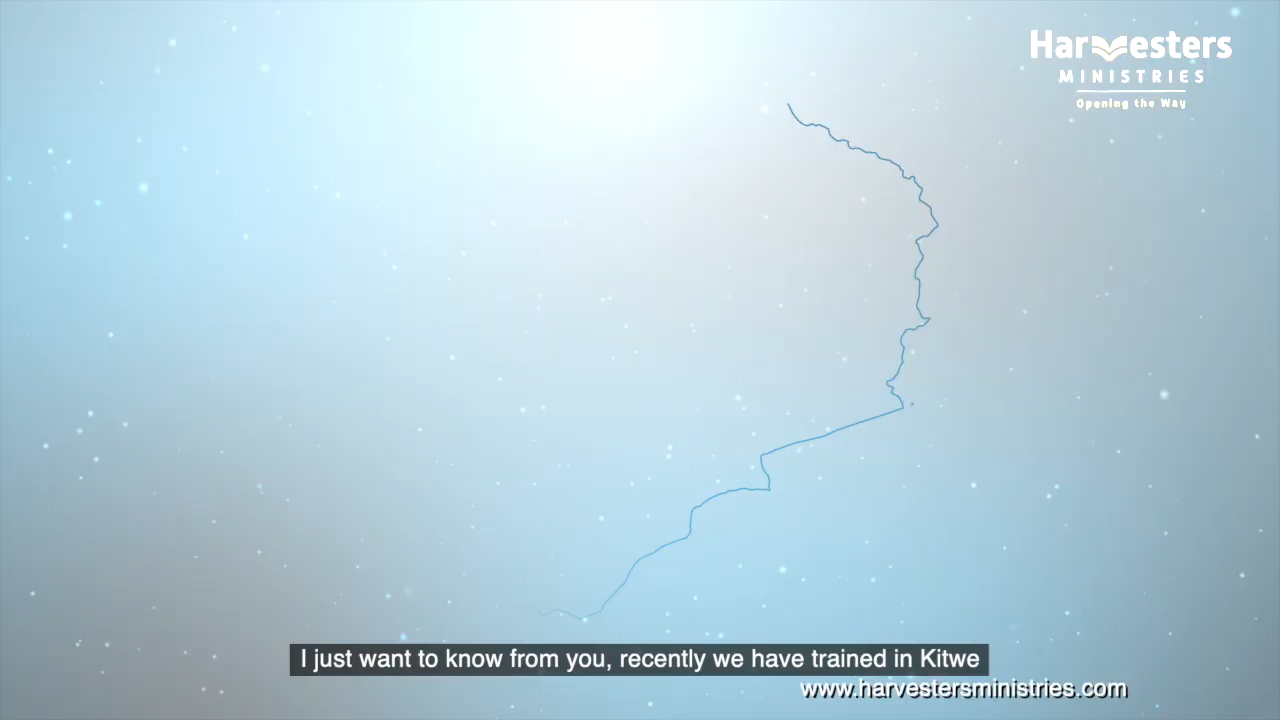 Harvesters
MINISTRIES
Opening the Way
I just want to know from you, recently we have trained in Kitwe
www.harvestersministries.com